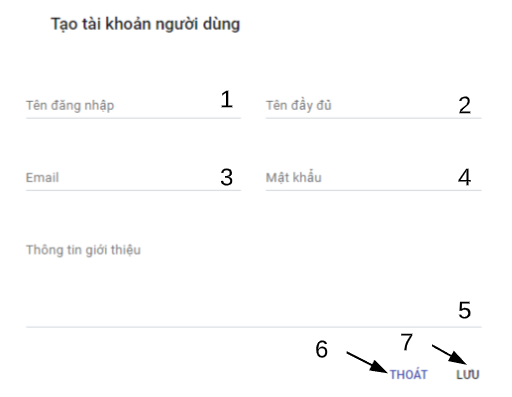 Tạo tài khoản người dùng
Tên đăng nhập 1 Tên đầy đủ 2
Email 3 Mật khẩu 4
Thông tin giới thiệu
5
6 7
THOÁT LƯU